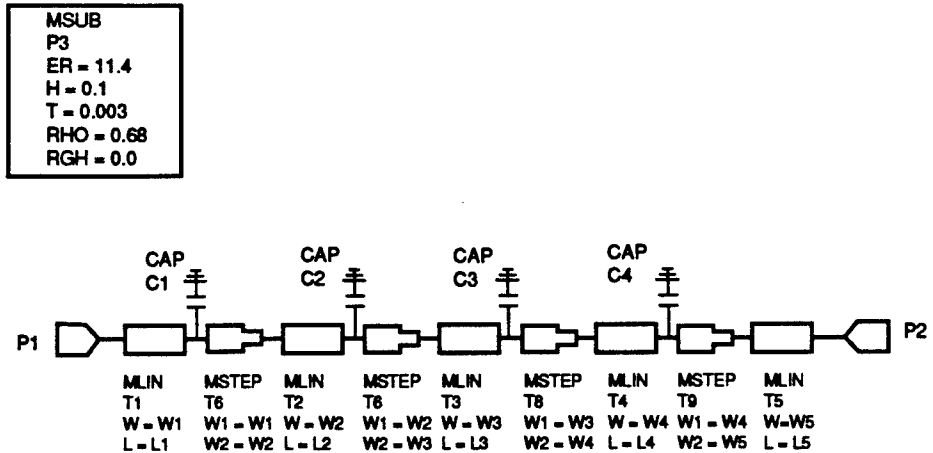 MSUB
P3
ER = 11.4
H = 0.1
T = 0.003
RHO = 0.68
RGH = 0.0
CAP
C1
CAP
C2
CAP
C3
CAP
C4
P1
P2
MLIN
T1
W = W1
L = L1
MSTEP
T6
W1 = W1
W2 = W2
MLIN
T2
W = W2
L = L2
MSTEP
T6
W1 = W2
W2 = W3
MLIN
T3
W = W3
L = L3
MSTEP
T8
W1 = W3
W2 = W4
MLIN
T4
W = W4
L = L4
MSTEP
T9
W1 = W4
W2 = W5
MLIN
T5
W=W5
L = L5